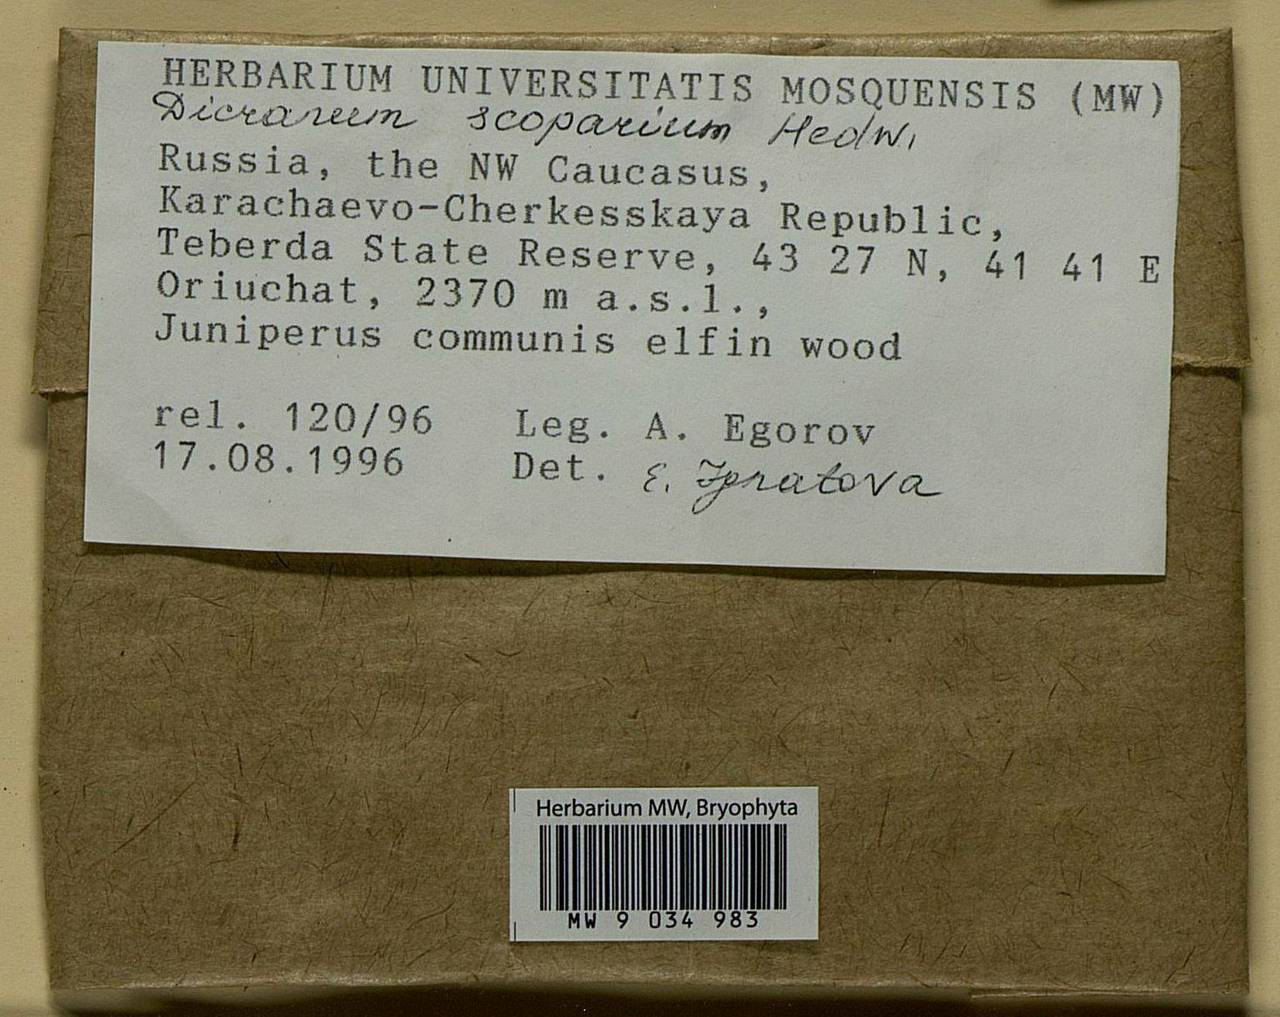 HERBARIUM UNIVERSITATIS MOSQUENSIS (MW)
Dicranum scoparium Hedw.
Russia, the NW Caucasus,
Karachaevo-Cherkesskaya Republic,
Teberda State Reserve, 43 27 N, 41 41 E
Oriuchat, 2370 m a.s.l.,
Juniperus communis elfin wood
rel. 120/96 Leg. A. Egorov
17.08.1996 Det. E. Ignatova
Herbarium MW, Bryophyta
MW 9 034 983